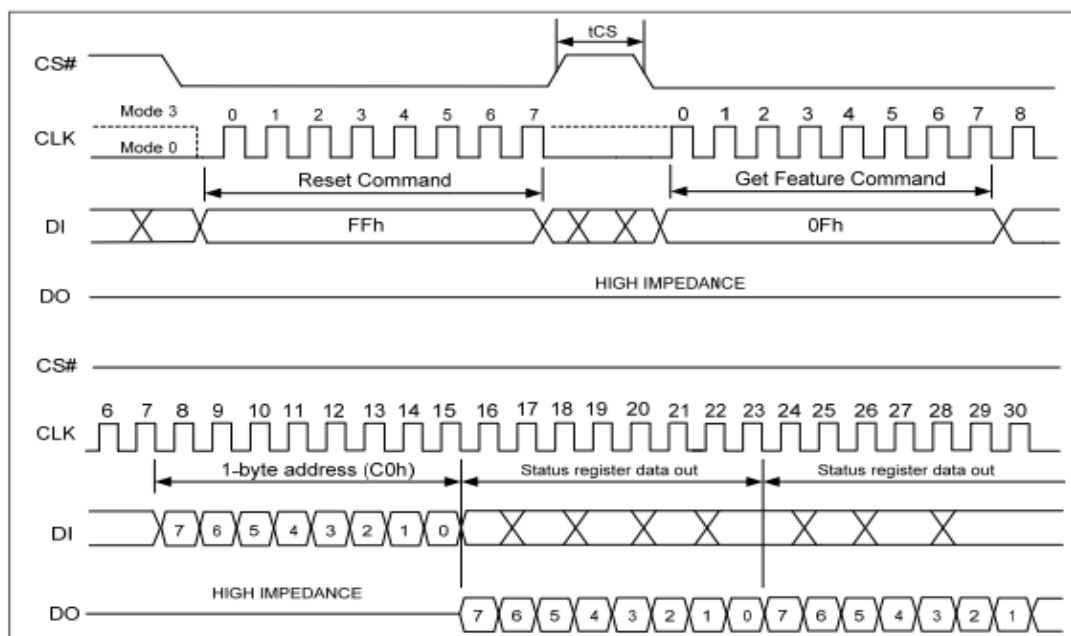 tCS
CS#
Mode 3
0 1 2 3 4 5 6 7 0 1 2 3 4 5 6 7 8
CLK
Mode 0
Reset Command Get Feature Command
DI FFh 0Fh
HIGH IMPEDANCE
DO
CS#
6 7 8 9 10 11 12 13 14 15 16 17 18 19 20 21 22 23 24 25 26 27 28 29 30
CLK
1-byte address (C0h) Status register data out Status register data out
DI 7 6 5 4 3 2 1 0
HIGH IMPEDANCE
DO 7 6 5 4 3 2 1 0 7 6 5 4 3 2 1